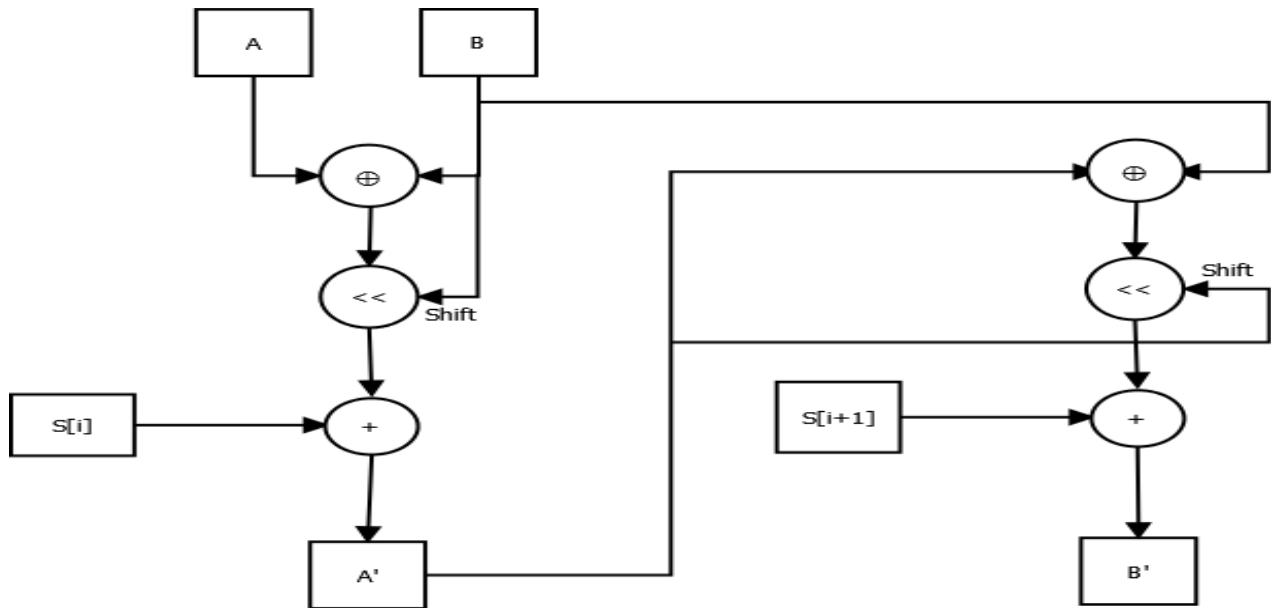 A
B
⊕
⊕
<<
Shift
<<
Shift
S[i]
+
S[i+1]
+
A'
B'